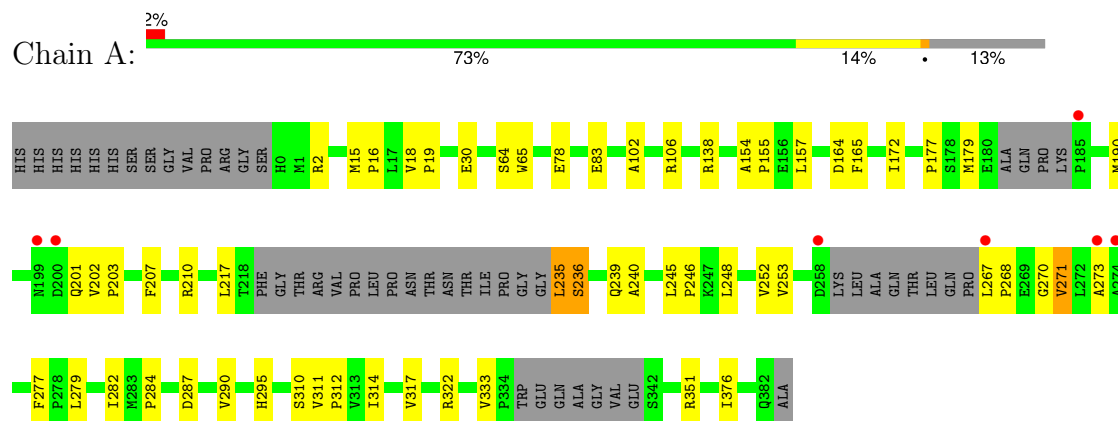 2%
Chain A:
73% 14% • 13%
HIS HIS HIS HIS HIS HIS SER SER GLY VAL PRO ARG GLY SER H0 M1 R2 M15 P16 L17 V18 P19 E30 S64 W65 E78 E83 A102 R106 R138 A154 P155 E156 L157 D164 F165 I172 P177 S178 M179 E180 ALA GLN PRO LYS P185 M190
N199 D200 Q201 V202 P203 F207 R210 L217 T218 PHE GLY THR ARG VAL PRO LEU PRO ASN THR ASN THR ILE PRO GLY GLY L235 S236 Q239 A240 L245 P246 K247 L248 V252 V253 D258 LYS LEU ALA GLN THR LEU GLN PRO L267 P268 E269 G270 V271 L272 A273 A274
F277 P278 L279 I282 M283 P284 D287 V290 H295 S310 V311 P312 V313 I314 V317 R322 V333 P334 TRP GLU GLN ALA GLY VAL GLU S342 R351 I376 Q382 ALA